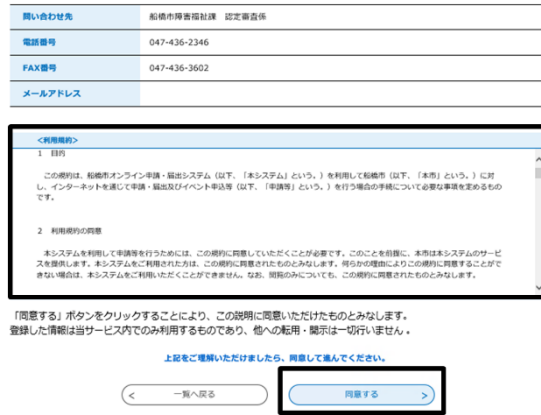 問い合わせ先 船橋市障害福祉課 認定審査係
電話番号 047-436-2346
FAX番号 047-436-3602
メールアドレス
<利用規約>
1 目的
この規約は、船橋市オンライン申請・届出システム（以下、「本システム」という。）を利用して船橋市（以下、「本市」という。）に対
し、インターネットを通じて申請・届出及びイベント申込等（以下、「申請等」という。）を行う場合の手続について必要な事項を定めるもの
です。
2 利用規約の同意
本システムを利用して申請等を行うためには、この規約に同意していただくことが必要です。このことを前提に、本市は本システムのサービ
スを提供します。本システムをご利用された方は、この規約に同意されたものとみなします。何らかの理由によりこの規約に同意することがで
きない場合は、本システムをご利用いただくことができません。なお、閲覧のみについても、この規約に同意されたものとみなします。
「同意する」ボタンをクリックすることにより、この説明に同意いただけたものとみなします。
登録した情報は当サービス内でのみ利用するものであり、他への転用・開示は一切行いません 。
上記をご理解いただけましたら、同意して進んでください。
< 一覧へ戻る
同意する >